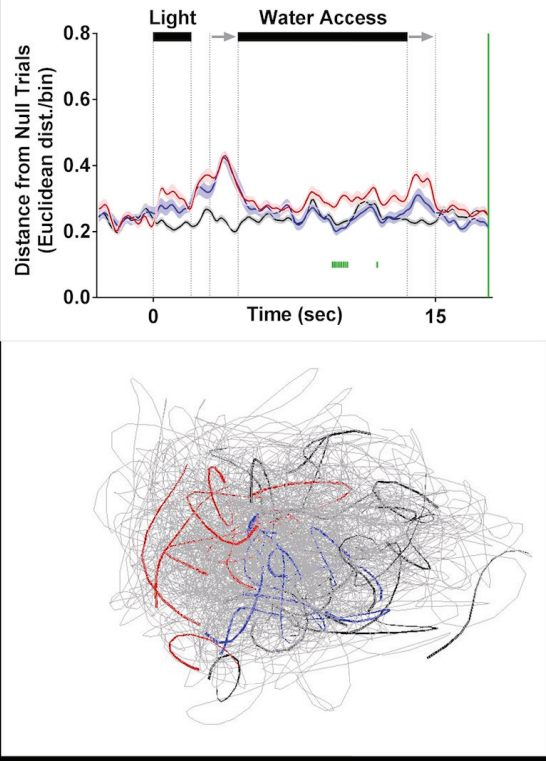 Light
Water Access
Distance from Null Trials
(Euclidean dist./bin)
0.8
0.6
0.4
0.2
0.0
0
Time (sec)
15